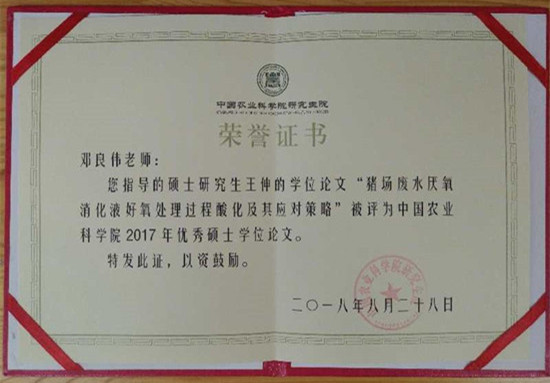 中国农业科学院研究生院
荣誉证书
邓良伟老师：
您指导的硕士研究生王伸的学位论文“猪场废水厌氧
消化液好氧处理过程酸化及其应对策略”被评为中国农业
科学院2017年优秀硕士学位论文。
特发此证，以资鼓励。
二〇一八年八月二十八日